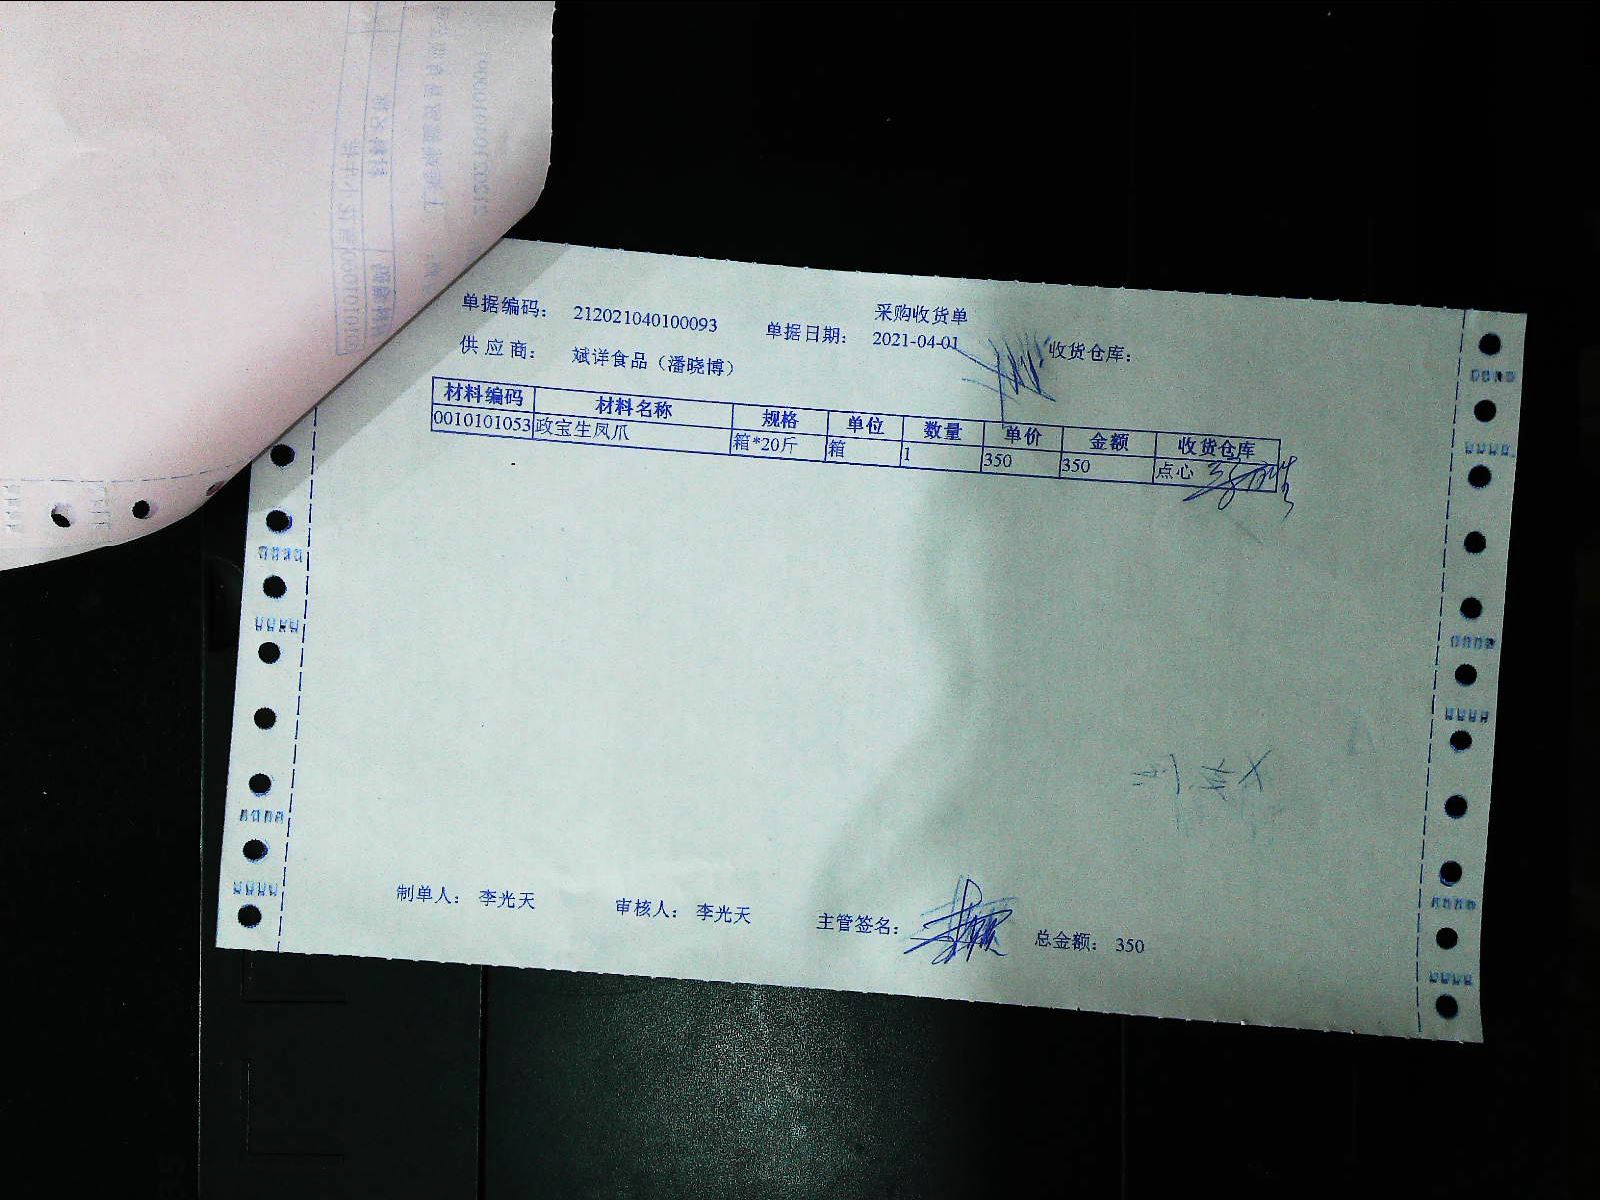 采购收货单
单据编码： 212021040100093 单据日期： 2021-04-01 收货仓库：
供应商： 斌洋食品（潘晓博）
材料编码 材料名称 规格 单位 数量 单价 金额 收货仓库
0010101053 政宝生凤爪 箱*20斤 箱 1 350 350 点心
制单人： 李光天 审核人： 李光天 主管签名： 总金额： 350